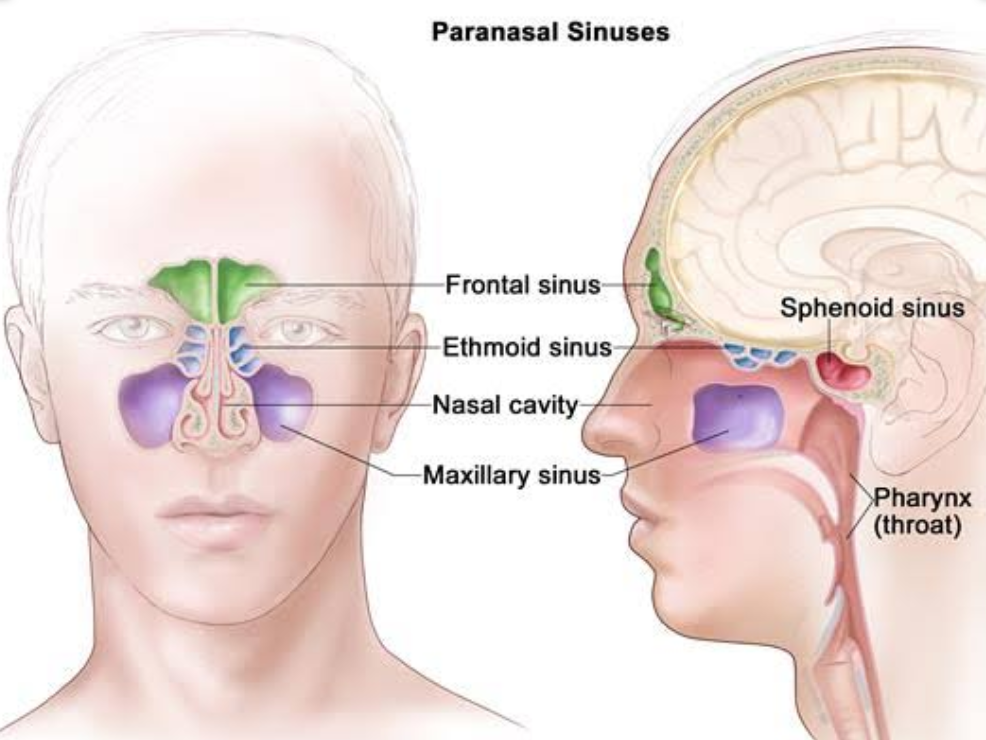 Paranasal Sinuses
Frontal sinus
Sphenoid sinus
Ethmoid sinus
Nasal cavity
Maxillary sinus
Pharynx
(throat)